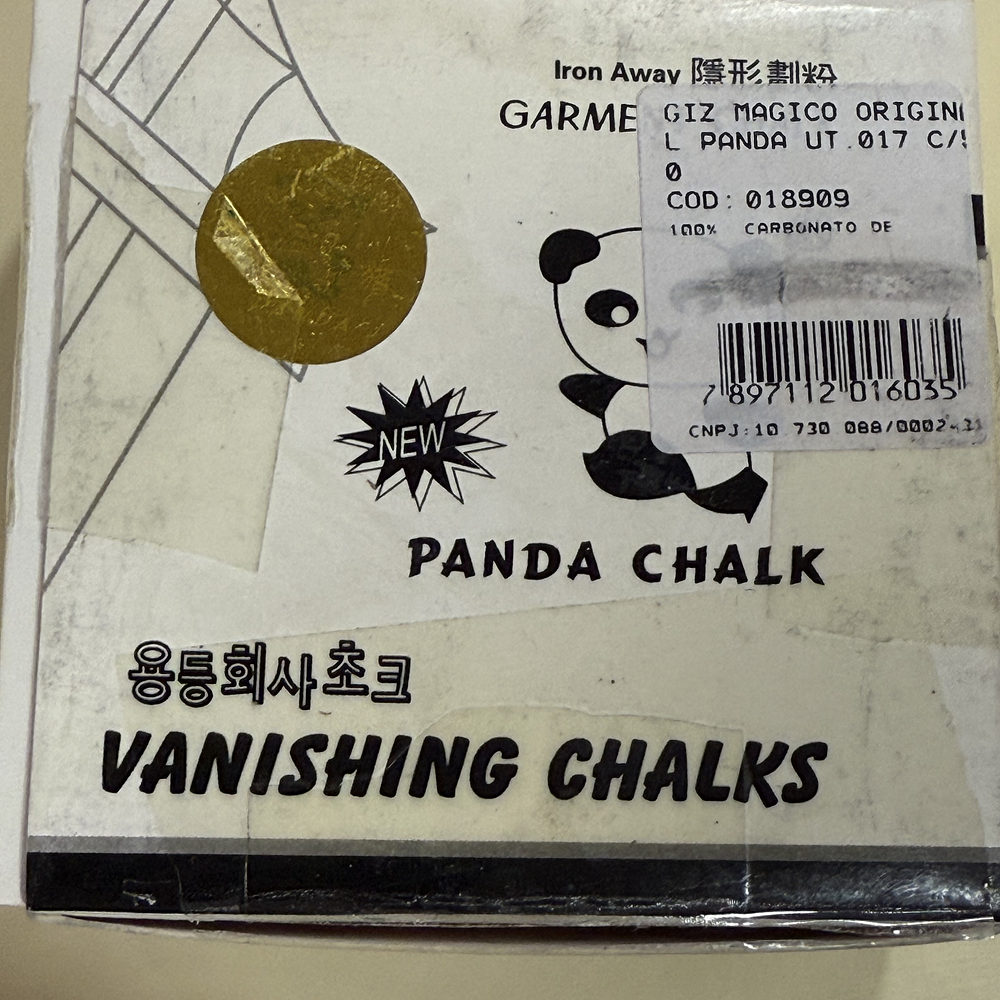 Iron Away 隱形劃粉
GARME
GIZ MAGICO ORIGINA
L PANDA UT.017 C/5
0
COD: 018909
100% CARBONATO DE
7 897112 016035
CNPJ:10 730 088/0002-31
NEW
PANDA CHALK
용등회사쵸크
VANISHING CHALKS